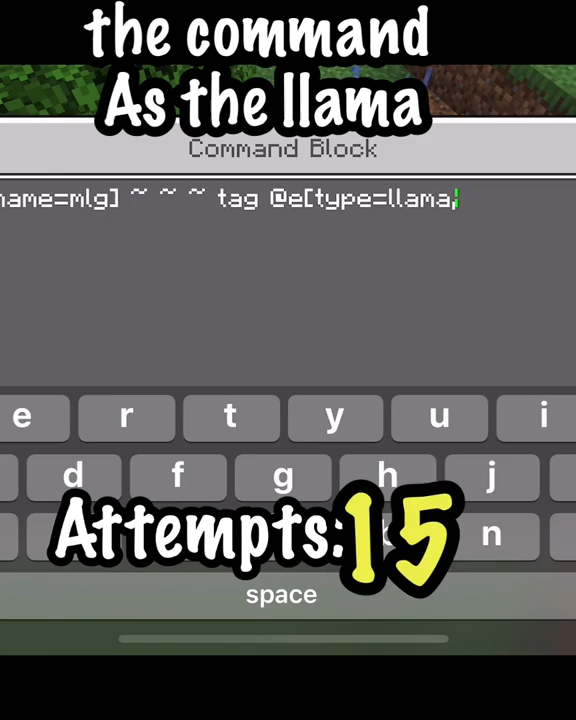 the command
As the llama
Command Block
name=mlg] ~ ~ ~ tag @e[type=llama,
e r t y u i
d f g h j
Attempts:15
n
space